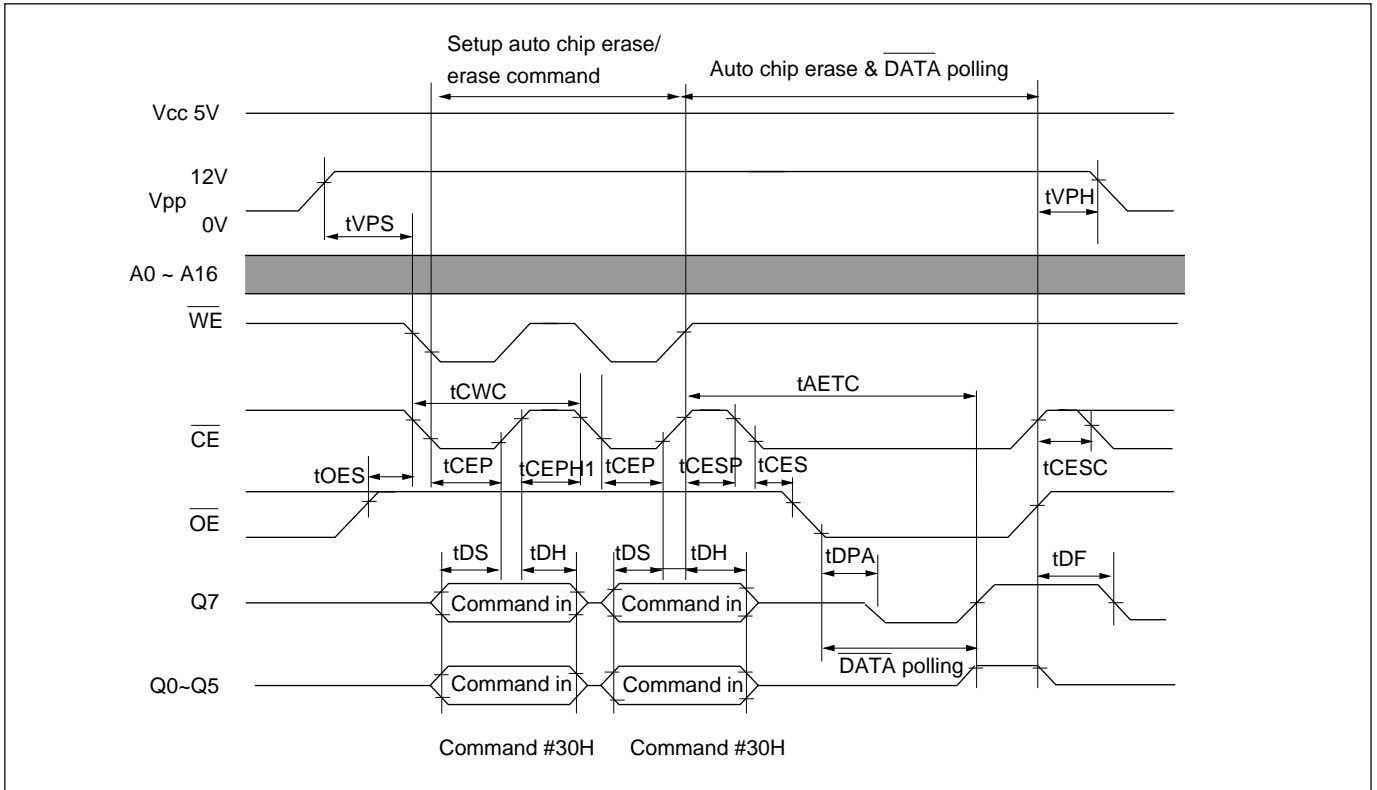 Setup auto chip erase/
erase command
Auto chip erase & DATA polling
Vcc 5V
12V
Vpp
0V
tVPS
tVPH
A0 ~ A16
WE
tCWC
tAETC
CE
tOES
tCEP
tCEPH1
tCEP
tCESP
tCES
tCESC
OE
tDS
tDH
tDS
tDH
tDPA
tDF
Q7
Command in
Command in
DATA polling
Q0~Q5
Command in
Command in
Command #30H
Command #30H